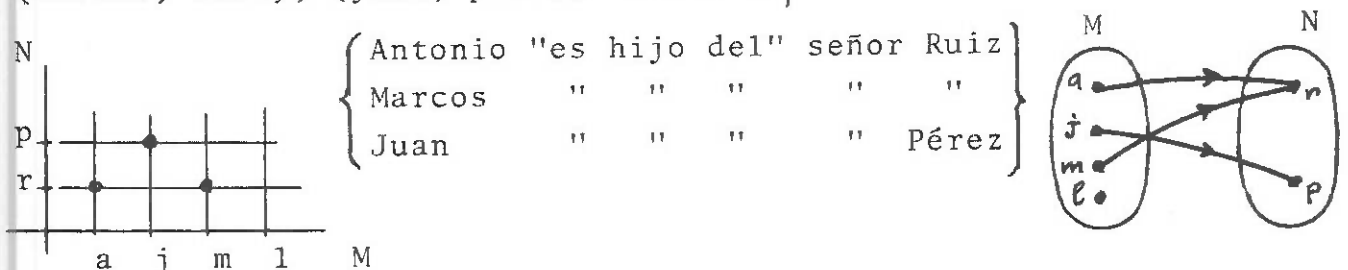 N
Antonio "es hijo del" señor Ruiz
Marcos " " " " "
Juan " " " " Pérez
p
r
a j m l M
M N
a r
j
m
l p